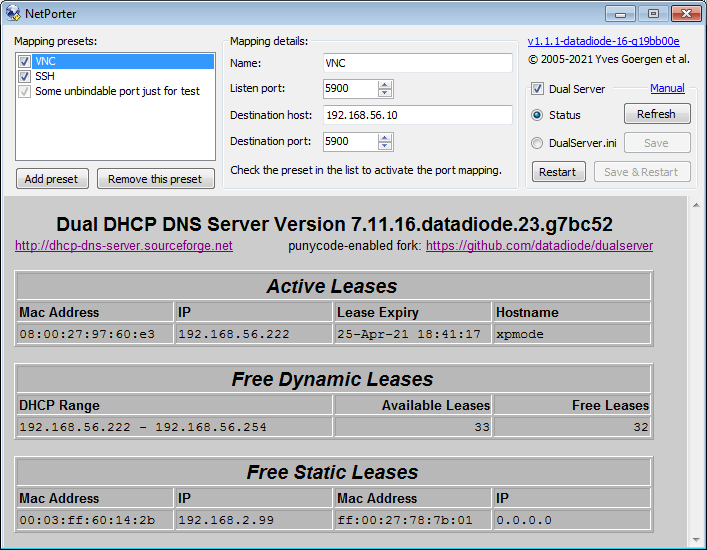 NetPorter
Mapping presets:
VNC
SSH
Some unbindable port just for test
Add preset
Remove this preset
Mapping details:
Name:
VNC
Listen port:
5900
Destination host:
192.168.56.10
Destination port:
5900
Check the preset in the list to activate the port mapping.
v1.1.1-datadiode-16-g19bb00e
© 2005-2021 Yves Goergen et al.
Dual Server
Manual
Status
Refresh
DualServer.ini
Save
Restart
Save & Restart
Dual DHCP DNS Server Version 7.11.16.datadiode.23.g7bc52
http://dhcp-dns-server.sourceforge.net punycode-enabled fork: https://github.com/datadiode/dualserver
Active Leases
Mac Address IP Lease Expiry Hostname
08:00:27:97:60:e3 192.168.56.222 25-Apr-21 18:41:17 xpmode
Free Dynamic Leases
DHCP Range Available Leases Free Leases
192.168.56.222 - 192.168.56.254 33 32
Free Static Leases
Mac Address IP Mac Address IP
00:03:ff:60:14:2b 192.168.2.99 ff:00:27:78:7b:01 0.0.0.0